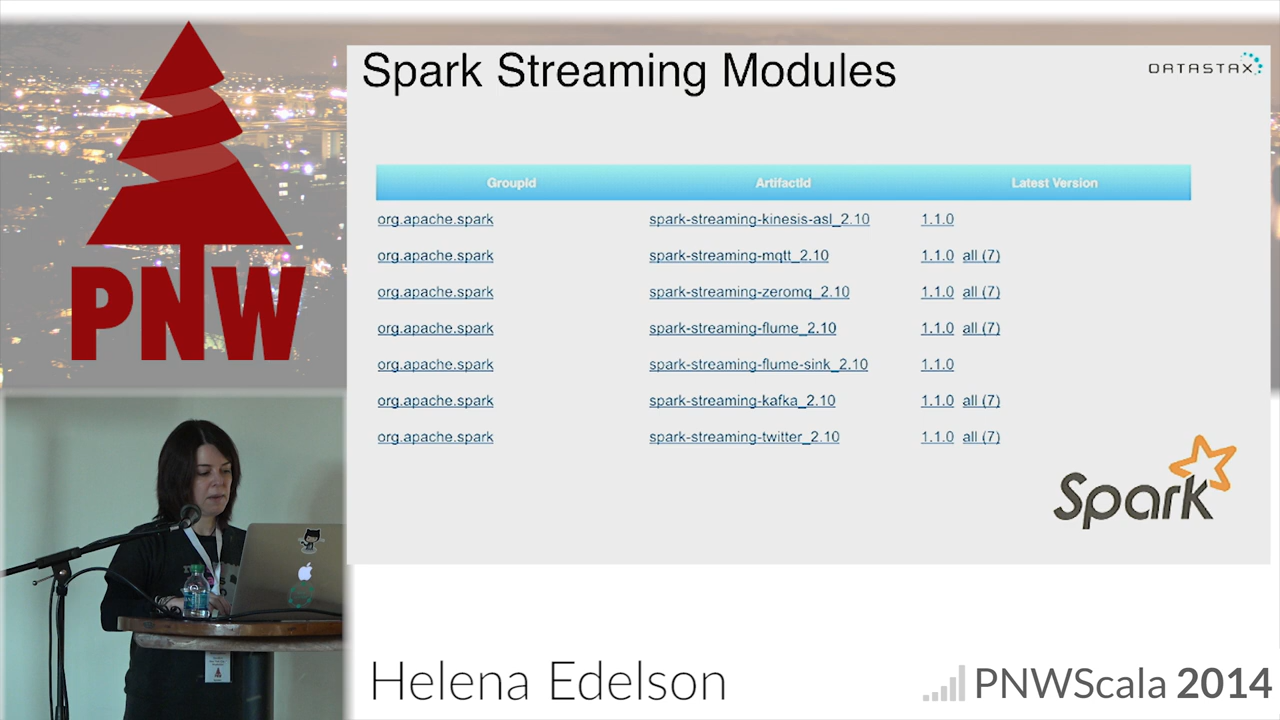 PNW
Spark Streaming Modules
DATASTAX
GroupId ArtifactId Latest Version
org.apache.spark spark-streaming-kinesis-asl_2.10 1.1.0
org.apache.spark spark-streaming-mqtt_2.10 1.1.0 all (7)
org.apache.spark spark-streaming-zeromq_2.10 1.1.0 all (7)
org.apache.spark spark-streaming-flume_2.10 1.1.0 all (7)
org.apache.spark spark-streaming-flume-sink_2.10 1.1.0
org.apache.spark spark-streaming-kafka_2.10 1.1.0 all (7)
org.apache.spark spark-streaming-twitter_2.10 1.1.0 all (7)
Spark
Helena Edelson
PNWScala 2014